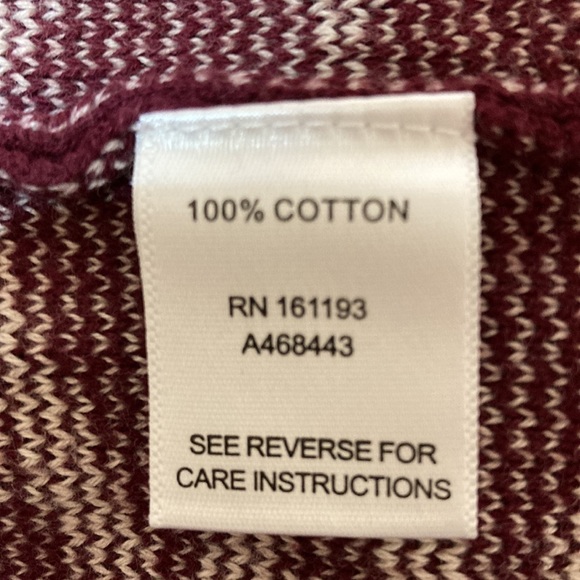 100% COTTON
RN 161193
A468443
SEE REVERSE FOR
CARE INSTRUCTIONS